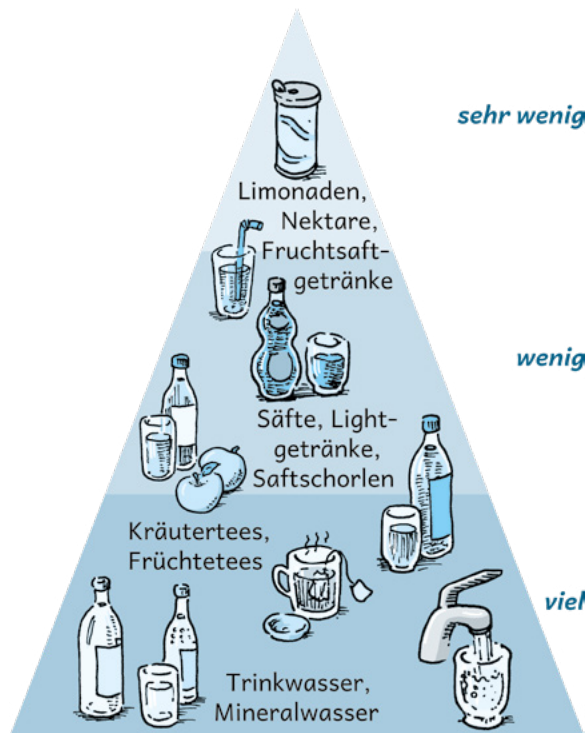 sehr wenig
Limonaden,
Nektare,
Fruchtsaft-
getränke
wenig
Säfte, Light-
getränke,
Saftschorlen
Kräutertees,
Früchtetees
viel
Trinkwasser,
Mineralwasser